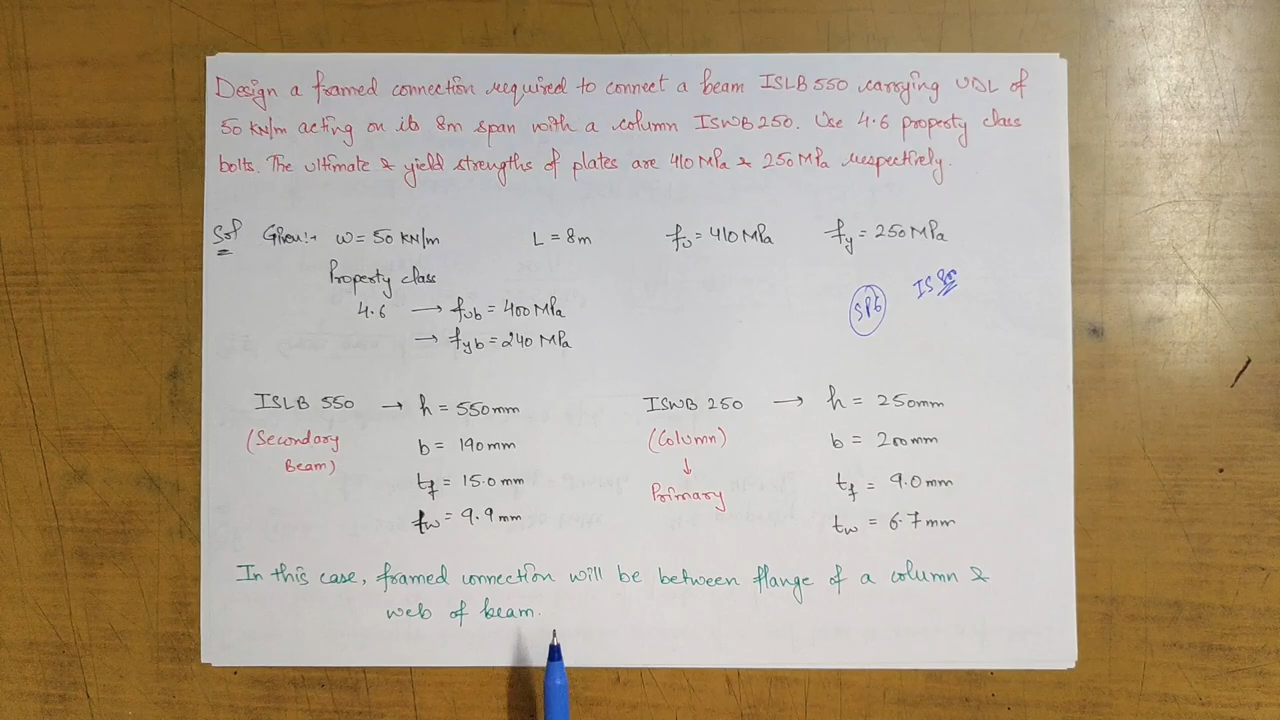 Design a framed connection required to connect a beam ISLB 550 carrying UDL of
50 KN/m acting on its 8m span with a column ISWB 250. Use 4.6 property class
bolts. The ultimate & yield strengths of plates are 410 MPa & 250 MPa respectively.
Sol Given:- w = 50 KN/m L = 8m fu = 410 MPa fy = 250 MPa
Property class
4.6 → fub = 400 MPa
→ fyb = 240 MPa
SP6 IS
ISLB 550 → h = 550mm
(Secondary Beam)
b = 190mm
tf = 15.0 mm
tw = 9.9 mm
ISWB 250 → h = 250mm
(Column)
↓
Primary
b = 200mm
tf = 9.0 mm
tw = 6.7 mm
In this case, framed connection will be between flange of a column &
web of beam.